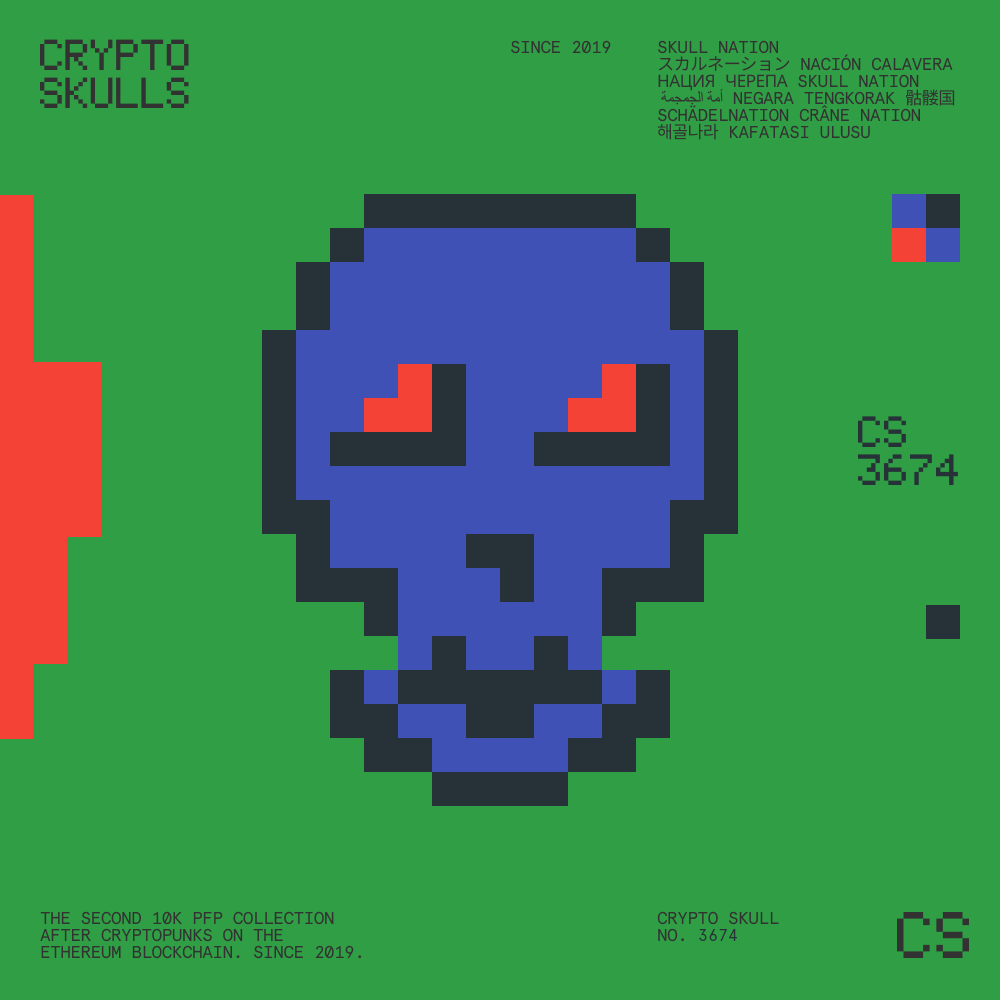 CRYPTO
SKULLS
SINCE 2019
SKULL NATION
スカルネーション NACIÓN CALAVERA
НАЦИЯ ЧЕРЕПА SKULL NATION
أمة الجمجمة NEGARA TENGKORAK 骷髅国
SCHÄDELNATION CRÂNE NATION
해골나라 KAFATASI ULUSU
CS
3674
THE SECOND 10K PFP COLLECTION
AFTER CRYPTOPUNKS ON THE
ETHEREUM BLOCKCHAIN. SINCE 2019.
CRYPTO SKULL
NO. 3674
CS